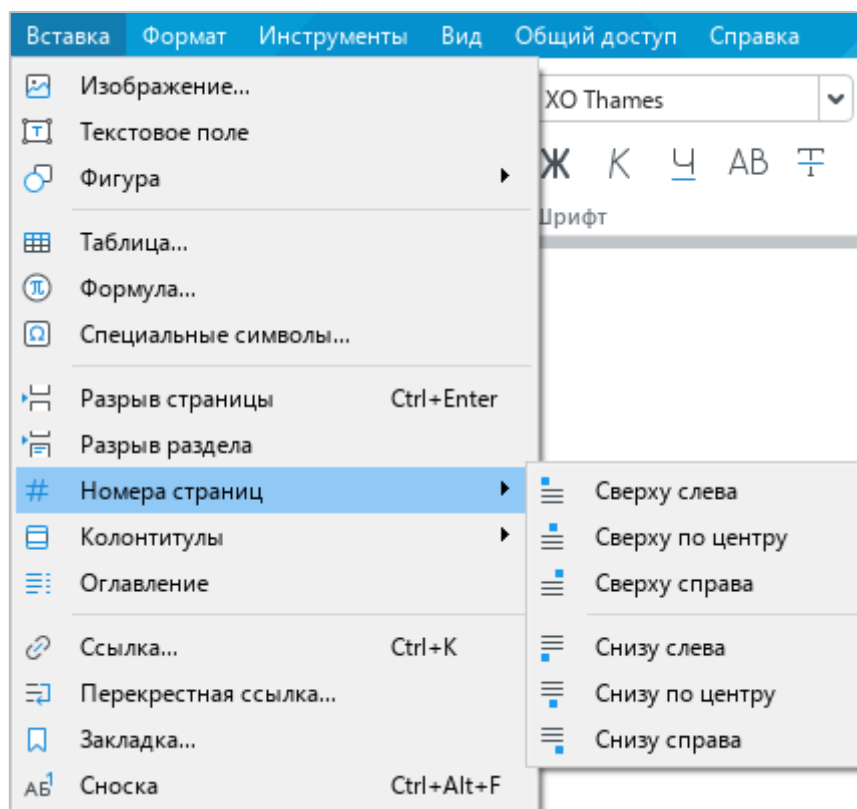 Вставка Формат Инструменты Вид Общий доступ Справка
Изображение...
XO Thames
Текстовое поле
Ж К Ч АВ Т
Фигура
Шрифт
Таблица...
Формула...
Специальные символы...
Разрыв страницы Ctrl+Enter
Разрыв раздела
Номера страниц
Сверху слева
Колонтитулы
Сверху по центру
Оглавление
Сверху справа
Ссылка... Ctrl+K
Снизу слева
Перекрестная ссылка...
Снизу по центру
Закладка...
Снизу справа
АБ1 Сноска Ctrl+Alt+F